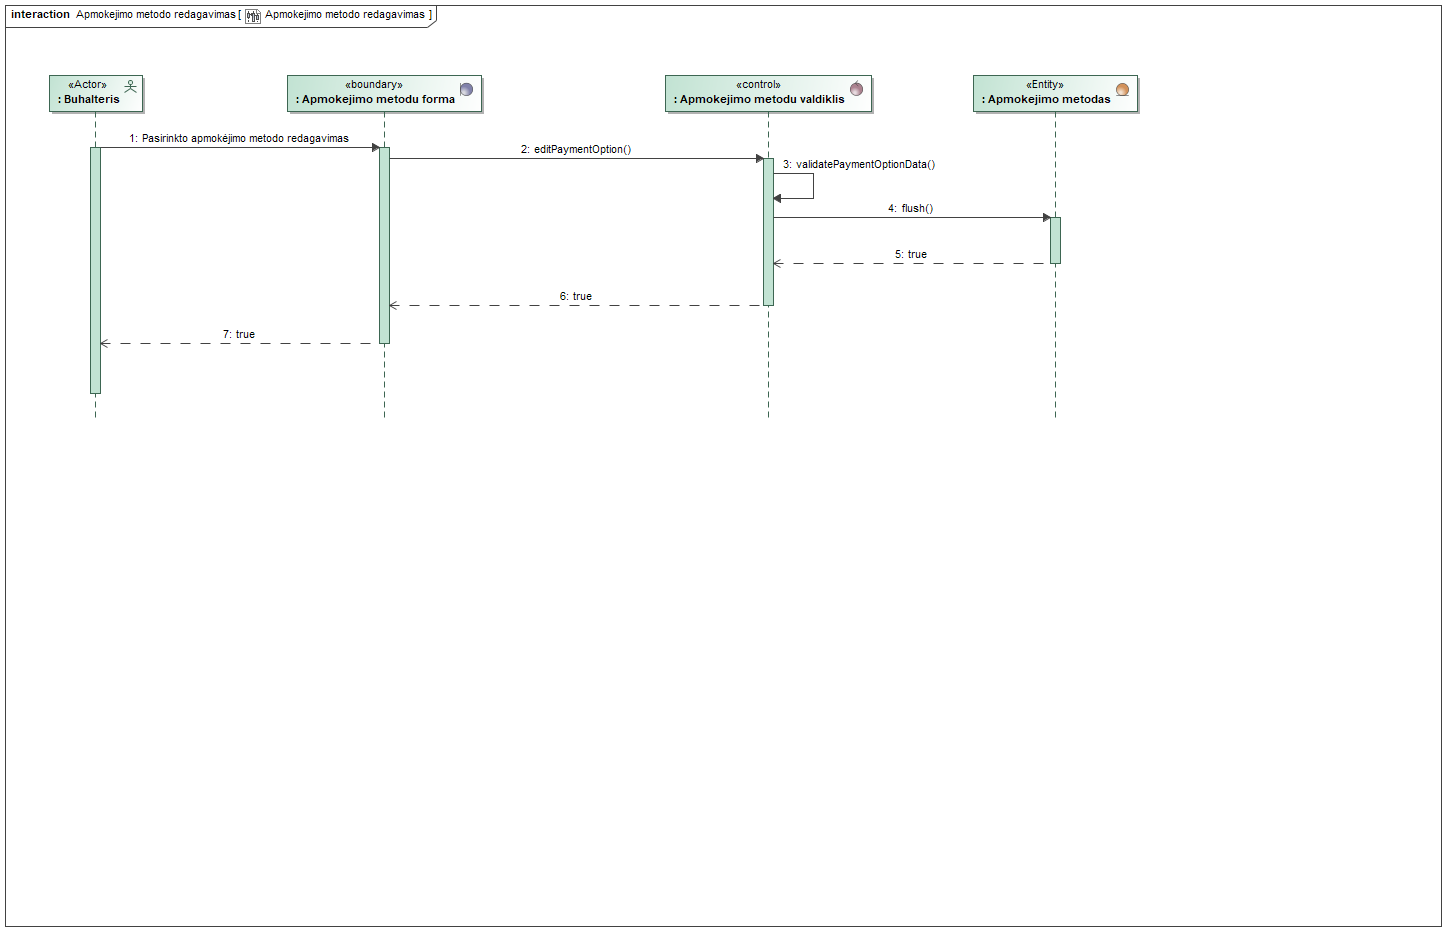 interaction Apmokejimo metodo redagavimas [ Apmokejimo metodo redagavimas ]
«Actor»
: Buhalteris
«boundary»
: Apmokejimo metodu forma
«control»
: Apmokejimo metodu valdiklis
«Entity»
: Apmokejimo metodas
1: Pasirinkto apmokėjimo metodo redagavimas
2: editPaymentOption()
3: validatePaymentOptionData()
4: flush()
5: true
6: true
7: true